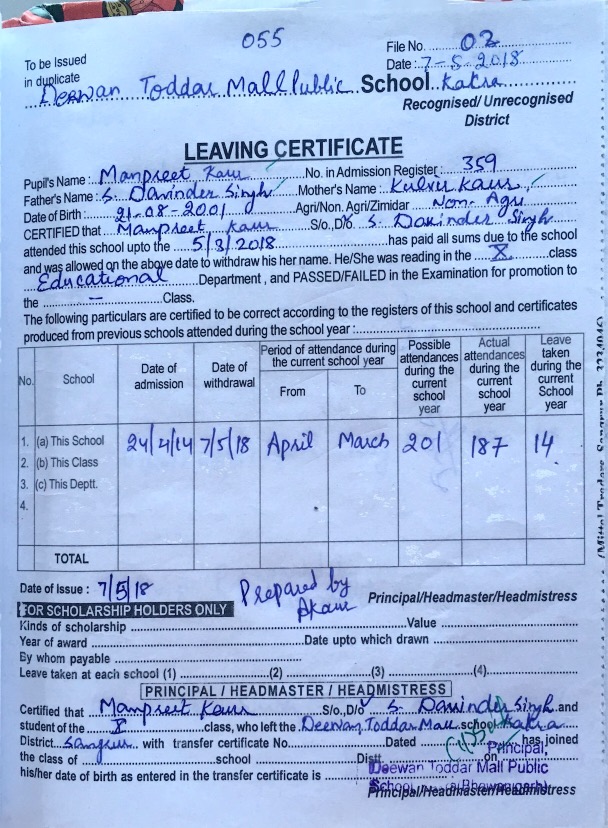 055
To be Issued
in duplicate
File No. 02
Date : 7-5-2018
Deewan Toddar Mall Public School Kakra
Recognised/Unrecognised
District
LEAVING CERTIFICATE
Pupil's Name : Manpreet Kaur No. in Admission Register : 359
Father's Name : S. Davinder Singh Mother's Name : Kulvir Kaur
Date of Birth : 21-08-2001 Agri/Non. Agri/Zimidar Non-Agri
CERTIFIED that Manpreet Kaur S/o., D/o S. Davinder Singh
attended this school upto the 5/3/2018 has paid all sums due to the school
and was allowed on the above date to withdraw his name. He/She was reading in the X class
Educational Department, and PASSED/FAILED in the Examination for promotion to
the – Class.
The following particulars are certified to be correct according to the registers of this school and certificates
produced from previous schools attended during the school year :
No. School Date of admission Date of withdrawal Period of attendance during the current school year From To Possible attendances during the current school year Actual attendances during the current school year Leave taken during the current School year
1. (a) This School 24/4/14 7/5/18 April March 201 187 14
2. (b) This Class
3. (c) This Deptt.
4.
TOTAL
Date of Issue : 7/5/18 Prepared by Principal/Headmaster/Headmistress
AKaur
FOR SCHOLARSHIP HOLDERS ONLY
Kinds of scholarship Value
Year of award Date upto which drawn
By whom payable
Leave taken at each school (1) (2) (3) (4)
PRINCIPAL / HEADMASTER / HEADMISTRESS
Certified that Manpreet Kaur S/o., D/o S. Davinder Singh and
student of the X class, who left the Deewan Toddar Mall school Kakra
District Sangrur with transfer certificate No. Dated has joined
the class of school Distt. on
Principal,
Deewan Toddar Mall Public
his/her date of birth as entered in the transfer certificate is
School (Bhawanigarh)
Principal/Headmaster/Headmistress